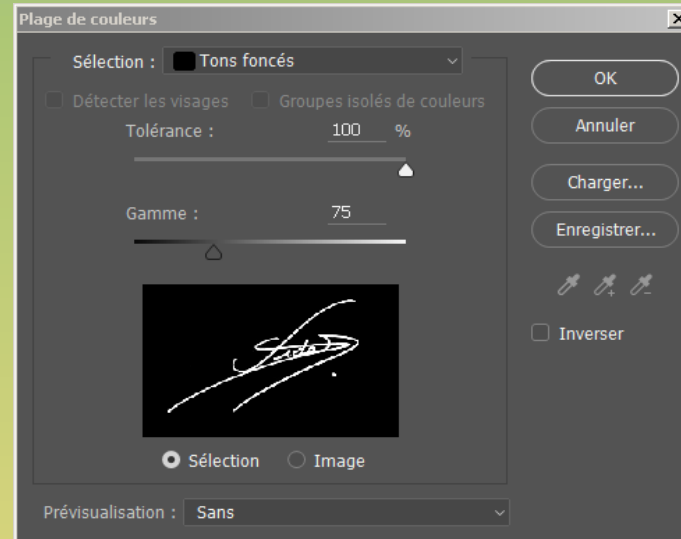 Plage de couleurs
Sélection : Tons foncés
Détecter les visages Groupes isolés de couleurs
Tolérance : 100 %
Gamme : 75
Sélection Image
Prévisualisation : Sans
OK
Annuler
Charger...
Enregistrer...
Inverser